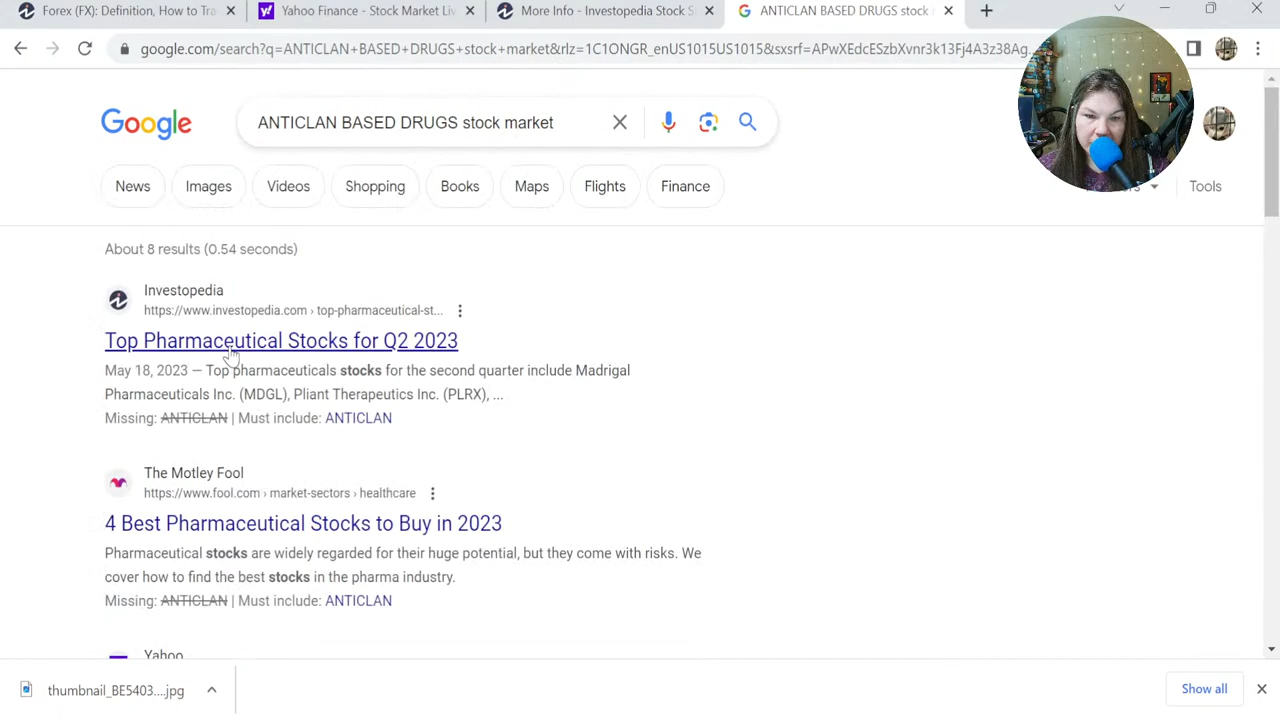 Forex (FX): Definition, How to Tra
Yahoo Finance - Stock Market Liv
More Info - Investopedia Stock S
ANTICLAN BASED DRUGS stock m
google.com/search?q=ANTICLAN+BASED+DRUGS+stock+market&rlz=1C1ONGR_enUS1015US1015&sxsrf=APwXEdcESzbXvnr3k13Fj4A3z38Ag...
Google
ANTICLAN BASED DRUGS stock market
News
Images
Videos
Shopping
Books
Maps
Flights
Finance
Tools
About 8 results (0.54 seconds)
Investopedia
https://www.investopedia.com › top-pharmaceutical-st...
Top Pharmaceutical Stocks for Q2 2023
May 18, 2023 — Top pharmaceuticals stocks for the second quarter include Madrigal
Pharmaceuticals Inc. (MDGL), Pliant Therapeutics Inc. (PLRX), ...
Missing: ANTICLAN | Must include: ANTICLAN
The Motley Fool
https://www.fool.com › market-sectors › healthcare
4 Best Pharmaceutical Stocks to Buy in 2023
Pharmaceutical stocks are widely regarded for their huge potential, but they come with risks. We
cover how to find the best stocks in the pharma industry.
Missing: ANTICLAN | Must include: ANTICLAN
Yahoo
thumbnail_BE5403....jpg
Show all